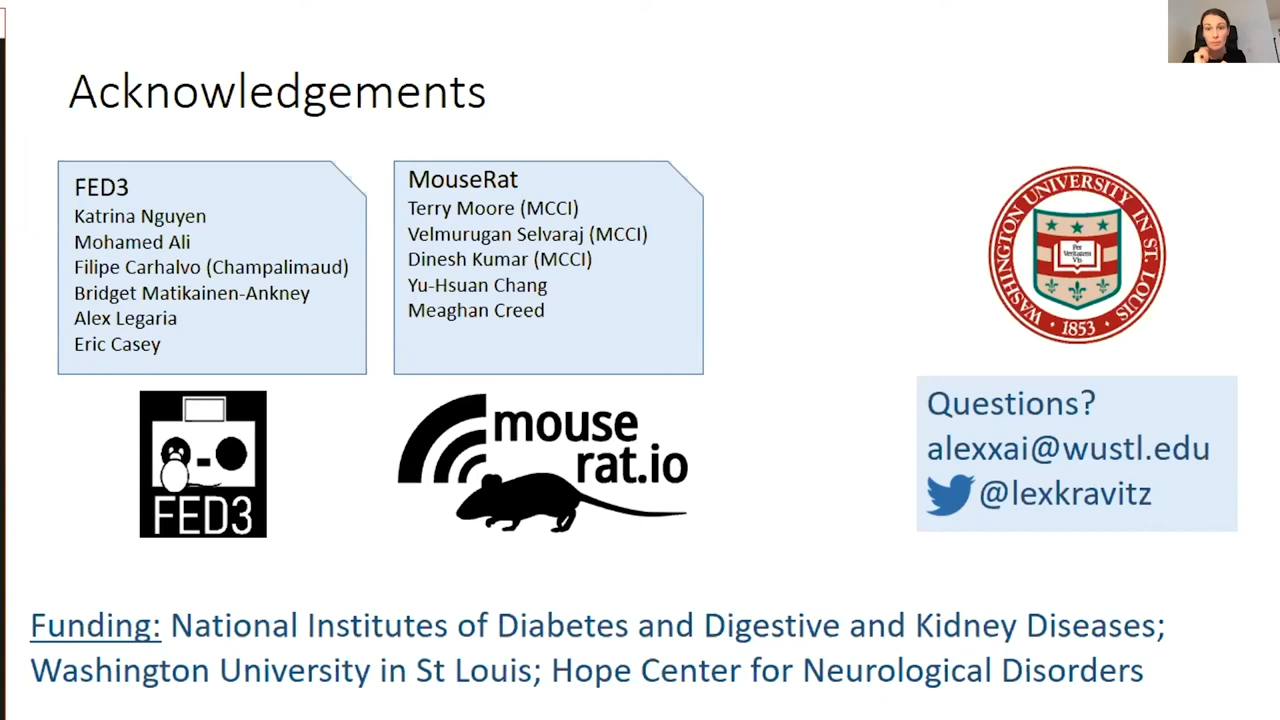 Acknowledgements
FED3
Katrina Nguyen
Mohamed Ali
Filipe Carhalvo (Champalimaud)
Bridget Matikainen-Ankney
Alex Legaria
Eric Casey
MouseRat
Terry Moore (MCCI)
Velmurugan Selvaraj (MCCI)
Dinesh Kumar (MCCI)
Yu-Hsuan Chang
Meaghan Creed
WASHINGTON UNIVERSITY IN ST. LOUIS
Per
Veritatem
Vis
• 1853 •
FED3
mouse
rat.io
Questions?
alexxai@wustl.edu
@lexkravitz
Funding: National Institutes of Diabetes and Digestive and Kidney Diseases;
Washington University in St Louis; Hope Center for Neurological Disorders